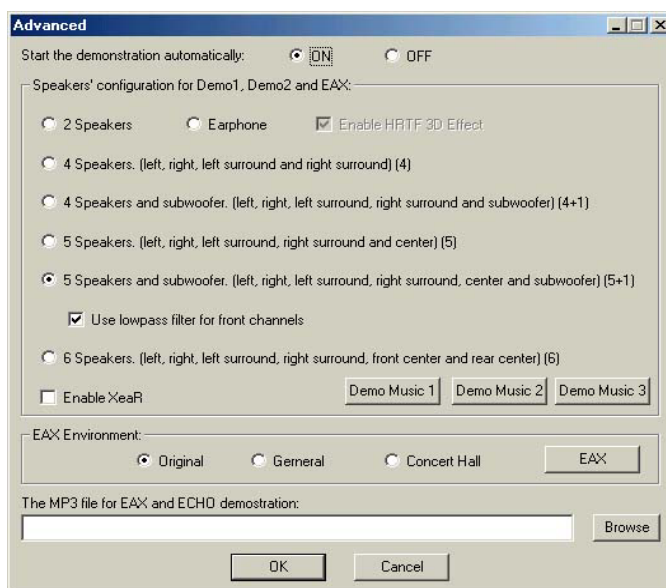 Advanced
Start the demonstration automatically: ON OFF
Speakers' configuration for Demo1, Demo2 and EAX:
2 Speakers Earphone Enable HRTF 3D Effect
4 Speakers. (left, right, left surround and right surround) (4)
4 Speakers and subwoofer. (left, right, left surround, right surround and subwoofer) (4+1)
5 Speakers. (left, right, left surround, right surround and center) (5)
5 Speakers and subwoofer. (left, right, left surround, right surround, center and subwoofer) (5+1)
Use lowpass filter for front channels
6 Speakers. (left, right, left surround, right surround, front center and rear center) (6)
Enable XeaR Demo Music 1 Demo Music 2 Demo Music 3
EAX Environment:
Original Gerneral Concert Hall EAX
The MP3 file for EAX and ECHO demostration:
Browse
OK Cancel